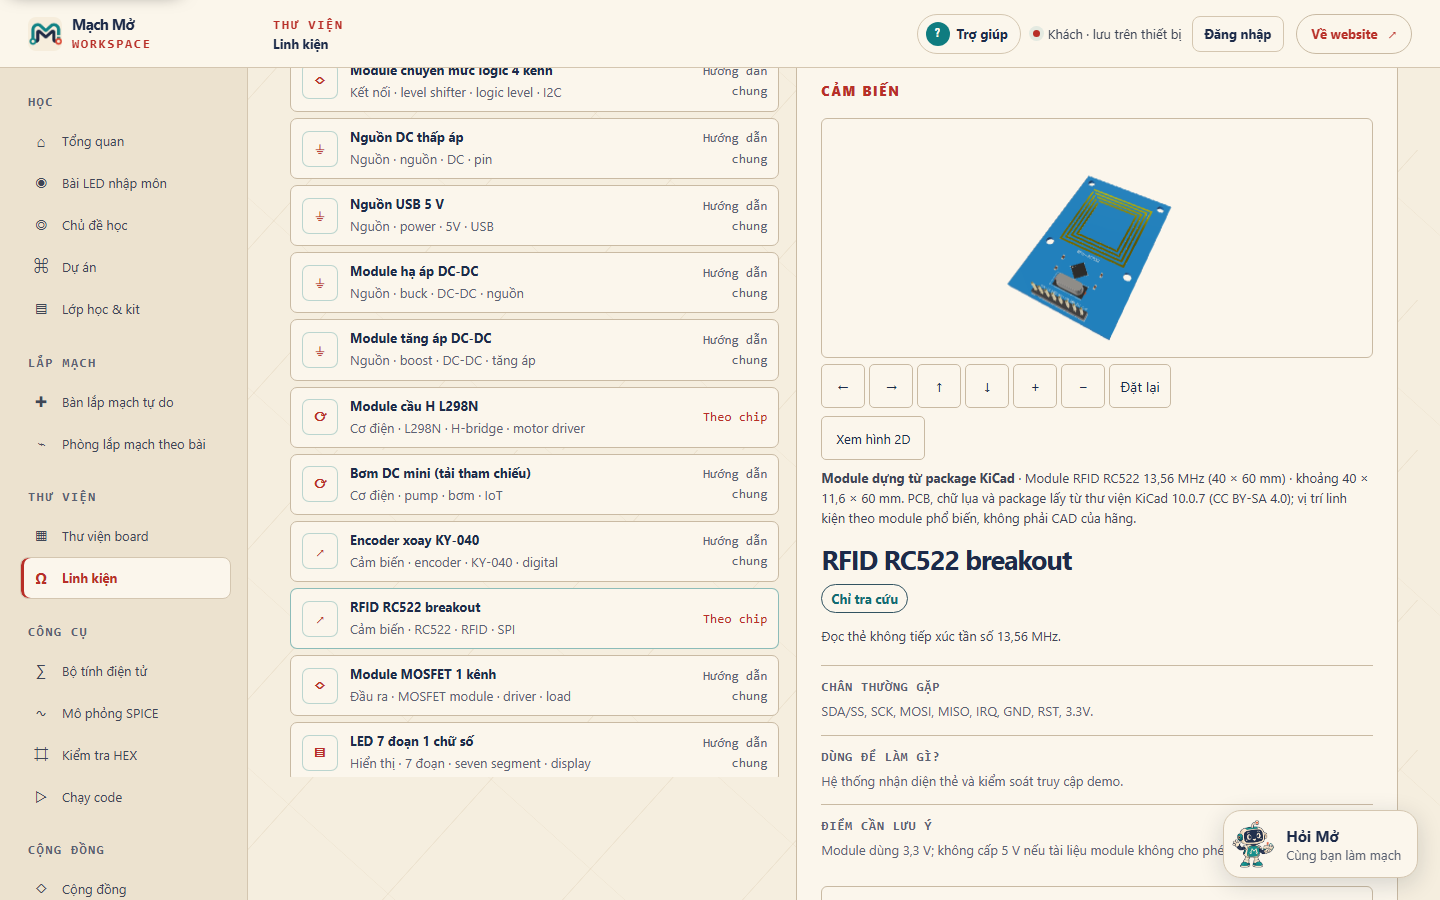 Mạch Mở
WORKSPACE
THƯ VIỆN
Linh kiện
? Trợ giúp
Khách · lưu trên thiết bị
Đăng nhập
Về website ↗
HỌC
Tổng quan
Bài LED nhập môn
Chủ đề học
Dự án
Lớp học & kit
LẮP MẠCH
Bàn lắp mạch tự do
Phòng lắp mạch theo bài
THƯ VIỆN
Thư viện board
Ω Linh kiện
CÔNG CỤ
∑ Bộ tính điện tử
∿ Mô phỏng SPICE
Kiểm tra HEX
▷ Chạy code
CỘNG ĐỒNG
◇ Cộng đồng
Module chuyển mức logic 4 kênh
Kết nối · level shifter · logic level · I2C
Hướng dẫn
chung
Nguồn DC thấp áp
Nguồn · nguồn · DC · pin
Hướng dẫn
chung
Nguồn USB 5 V
Nguồn · power · 5V · USB
Hướng dẫn
chung
Module hạ áp DC-DC
Nguồn · buck · DC-DC · nguồn
Hướng dẫn
chung
Module tăng áp DC-DC
Nguồn · boost · DC-DC · tăng áp
Hướng dẫn
chung
Module cầu H L298N
Cơ điện · L298N · H-bridge · motor driver
Theo chip
Bơm DC mini (tải tham chiếu)
Cơ điện · pump · bơm · IoT
Hướng dẫn
chung
Encoder xoay KY-040
Cảm biến · encoder · KY-040 · digital
Hướng dẫn
chung
RFID RC522 breakout
Cảm biến · RC522 · RFID · SPI
Theo chip
Module MOSFET 1 kênh
Đầu ra · MOSFET module · driver · load
Hướng dẫn
chung
LED 7 đoạn 1 chữ số
Hiển thị · 7 đoạn · seven segment · display
Hướng dẫn
chung
CẢM BIẾN
← → ↑ ↓ + − Đặt lại
Xem hình 2D
Module dựng từ package KiCad · Module RFID RC522 13,56 MHz (40 × 60 mm) · khoảng 40 ×
11,6 × 60 mm. PCB, chữ lụa và package lấy từ thư viện KiCad 10.0.7 (CC BY-SA 4.0); vị trí linh
kiện theo module phổ biến, không phải CAD của hãng.
RFID RC522 breakout
Chỉ tra cứu
Đọc thẻ không tiếp xúc tần số 13,56 MHz.
CHÂN THƯỜNG GẶP
SDA/SS, SCK, MOSI, MISO, IRQ, GND, RST, 3.3V.
DÙNG ĐỂ LÀM GÌ?
Hệ thống nhận diện thẻ và kiểm soát truy cập demo.
ĐIỂM CẦN LƯU Ý
Module dùng 3,3 V; không cấp 5 V nếu tài liệu module không cho
Hỏi Mở
Cùng bạn làm mạch